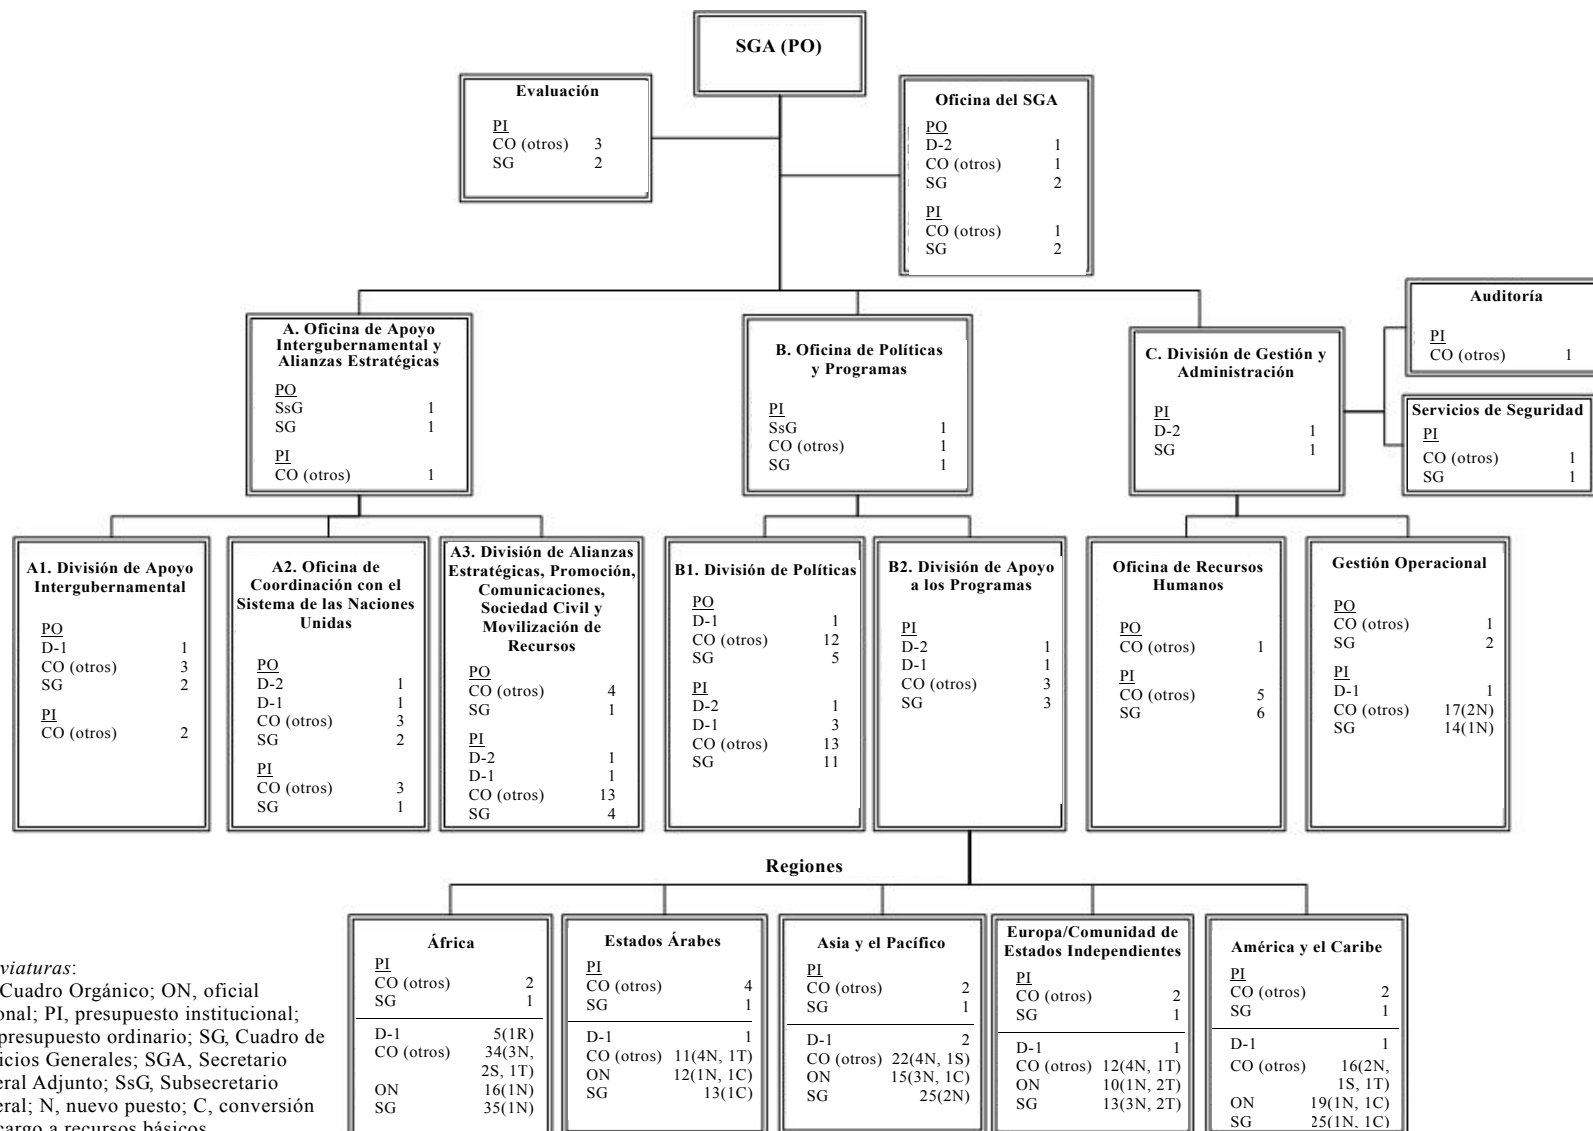 SGA (PO)
Evaluación
PI
CO (otros) 3
SG 2
Oficina del SGA
PO
D-2 1
CO (otros) 1
SG 2
PI
CO (otros) 1
SG 2
A. Oficina de Apoyo
Intergubernamental y
Alianzas Estratégicas
PO
SsG 1
SG 1
PI
CO (otros) 1
B. Oficina de Políticas
y Programas
PI
SsG 1
CO (otros) 1
SG 1
C. División de Gestión y
Administración
PI
D-2 1
SG 1
Auditoría
PI
CO (otros) 1
Servicios de Seguridad
PI
CO (otros) 1
SG 1
A1. División de Apoyo
Intergubernamental
PO
D-1 1
CO (otros) 3
SG 2
PI
CO (otros) 2
A2. Oficina de
Coordinación con el
Sistema de las Naciones
Unidas
PO
D-2 1
D-1 1
CO (otros) 3
SG 2
PI
CO (otros) 3
SG 1
A3. División de Alianzas
Estratégicas, Promoción,
Comunicaciones,
Sociedad Civil y
Movilización de
Recursos
PO
CO (otros) 4
SG 1
PI
D-2 1
D-1 1
CO (otros) 13
SG 4
B1. División de Políticas
PO
D-1 1
CO (otros) 12
SG 5
PI
D-2 1
D-1 3
CO (otros) 13
SG 11
B2. División de Apoyo
a los Programas
PI
D-2 1
D-1 1
CO (otros) 3
SG 3
Oficina de Recursos
Humanos
PO
CO (otros) 1
PI
CO (otros) 5
SG 6
Gestión Operacional
PO
CO (otros) 1
SG 2
PI
D-1 1
CO (otros) 17(2N)
SG 14(1N)
Regiones
África
PI
CO (otros) 2
SG 1
D-1 5(1R)
CO (otros) 34(3N,
2S, 1T)
ON 16(1N)
SG 35(1N)
Estados Árabes
PI
CO (otros) 4
SG 1
D-1 1
CO (otros) 11(4N, 1T)
ON 12(1N, 1C)
SG 13(1C)
Asia y el Pacífico
PI
CO (otros) 2
SG 1
D-1 2
CO (otros) 22(4N, 1S)
ON 15(3N, 1C)
SG 25(2N)
Europa/Comunidad de
Estados Independientes
PI
CO (otros) 2
SG 1
D-1 1
CO (otros) 12(4N, 1T)
ON 10(1N, 2T)
SG 13(3N, 2T)
América y el Caribe
PI
CO (otros) 2
SG 1
D-1 1
CO (otros) 16(2N,
1S, 1T)
ON 19(1N, 1C)
SG 25(1N, 1C)
viaturas:
Cuadro Orgánico; ON, oficial
onal; PI, presupuesto institucional;
presupuesto ordinario; SG, Cuadro de
icios Generales; SGA, Secretario
eral Adjunto; SsG, Subsecretario
eral; N, nuevo puesto; C, conversión
cargo a recursos básicos